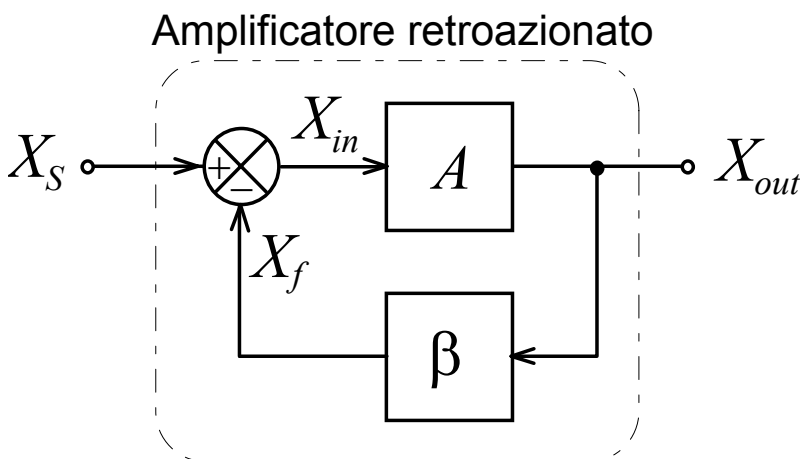 Amplificatore retroazionato
X_S
+
−
X_in
A
X_out
X_f
β